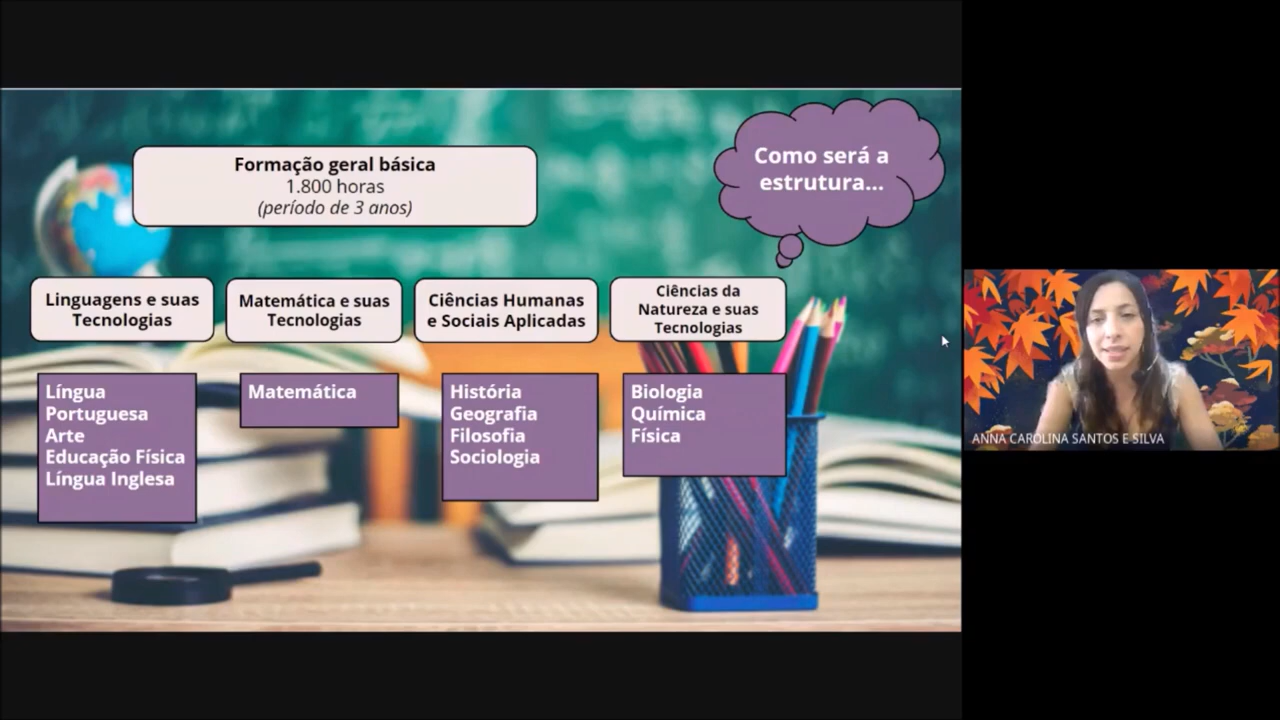 Formação geral básica
1.800 horas
(período de 3 anos)
Como será a
estrutura...
Linguagens e suas
Tecnologias
Matemática e suas
Tecnologias
Ciências Humanas
e Sociais Aplicadas
Ciências da
Natureza e suas
Tecnologias
Língua
Portuguesa
Arte
Educação Física
Língua Inglesa
Matemática
História
Geografia
Filosofia
Sociologia
Biologia
Química
Física
ANNA CAROLINA SANTOS E SILVA